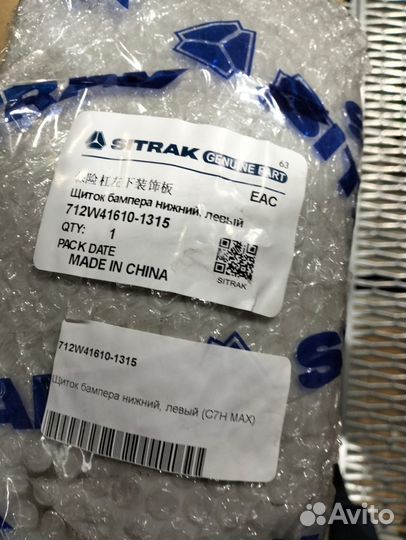 SITRAK GENUINE PART
63
险杠左下装饰板
EAC
Щиток бампера нижний, левый
712W41610-1315
QTY: 1
PACK DATE
MADE IN CHINA
SITRAK
712W41610-1315
Щиток бампера нижний, левый (C7H MAX)
Avito